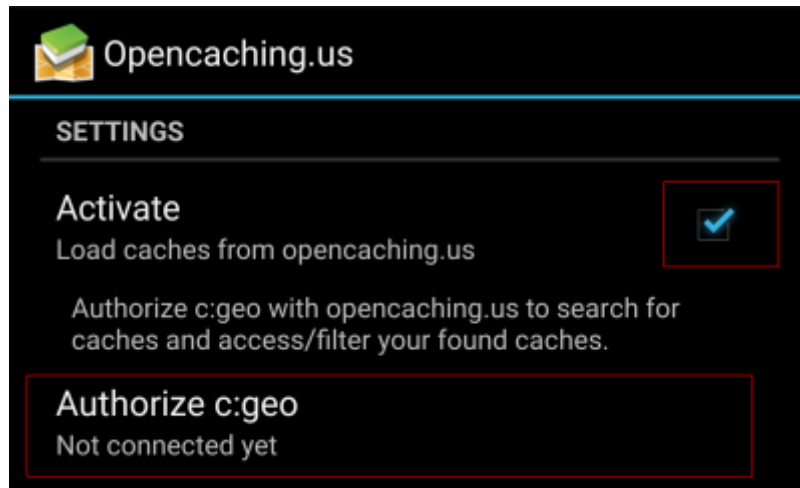 Opencaching.us
SETTINGS
Activate
Load caches from opencaching.us
Authorize c:geo with opencaching.us to search for
caches and access/filter your found caches.
Authorize c:geo
Not connected yet